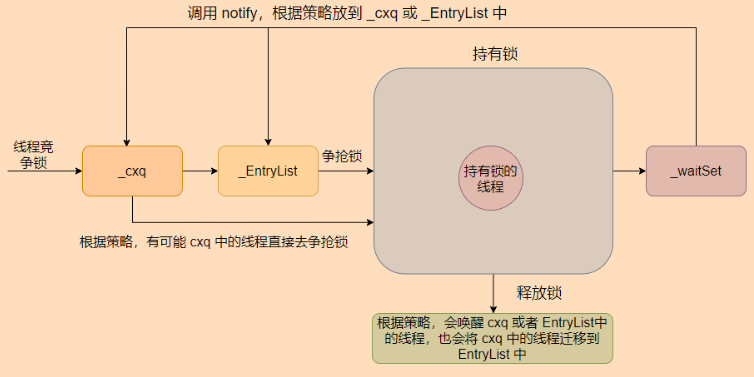 调用 notify，根据策略放到 _cxq 或 _EntryList 中
持有锁
线程竞
争锁
_cxq
_EntryList
争抢锁
持有锁的
线程
_waitSet
根据策略，有可能 cxq 中的线程直接去争抢锁
释放锁
根据策略，会唤醒 cxq 或者 EntryList中
的线程，也会将 cxq 中的线程迁移到
EntryList 中